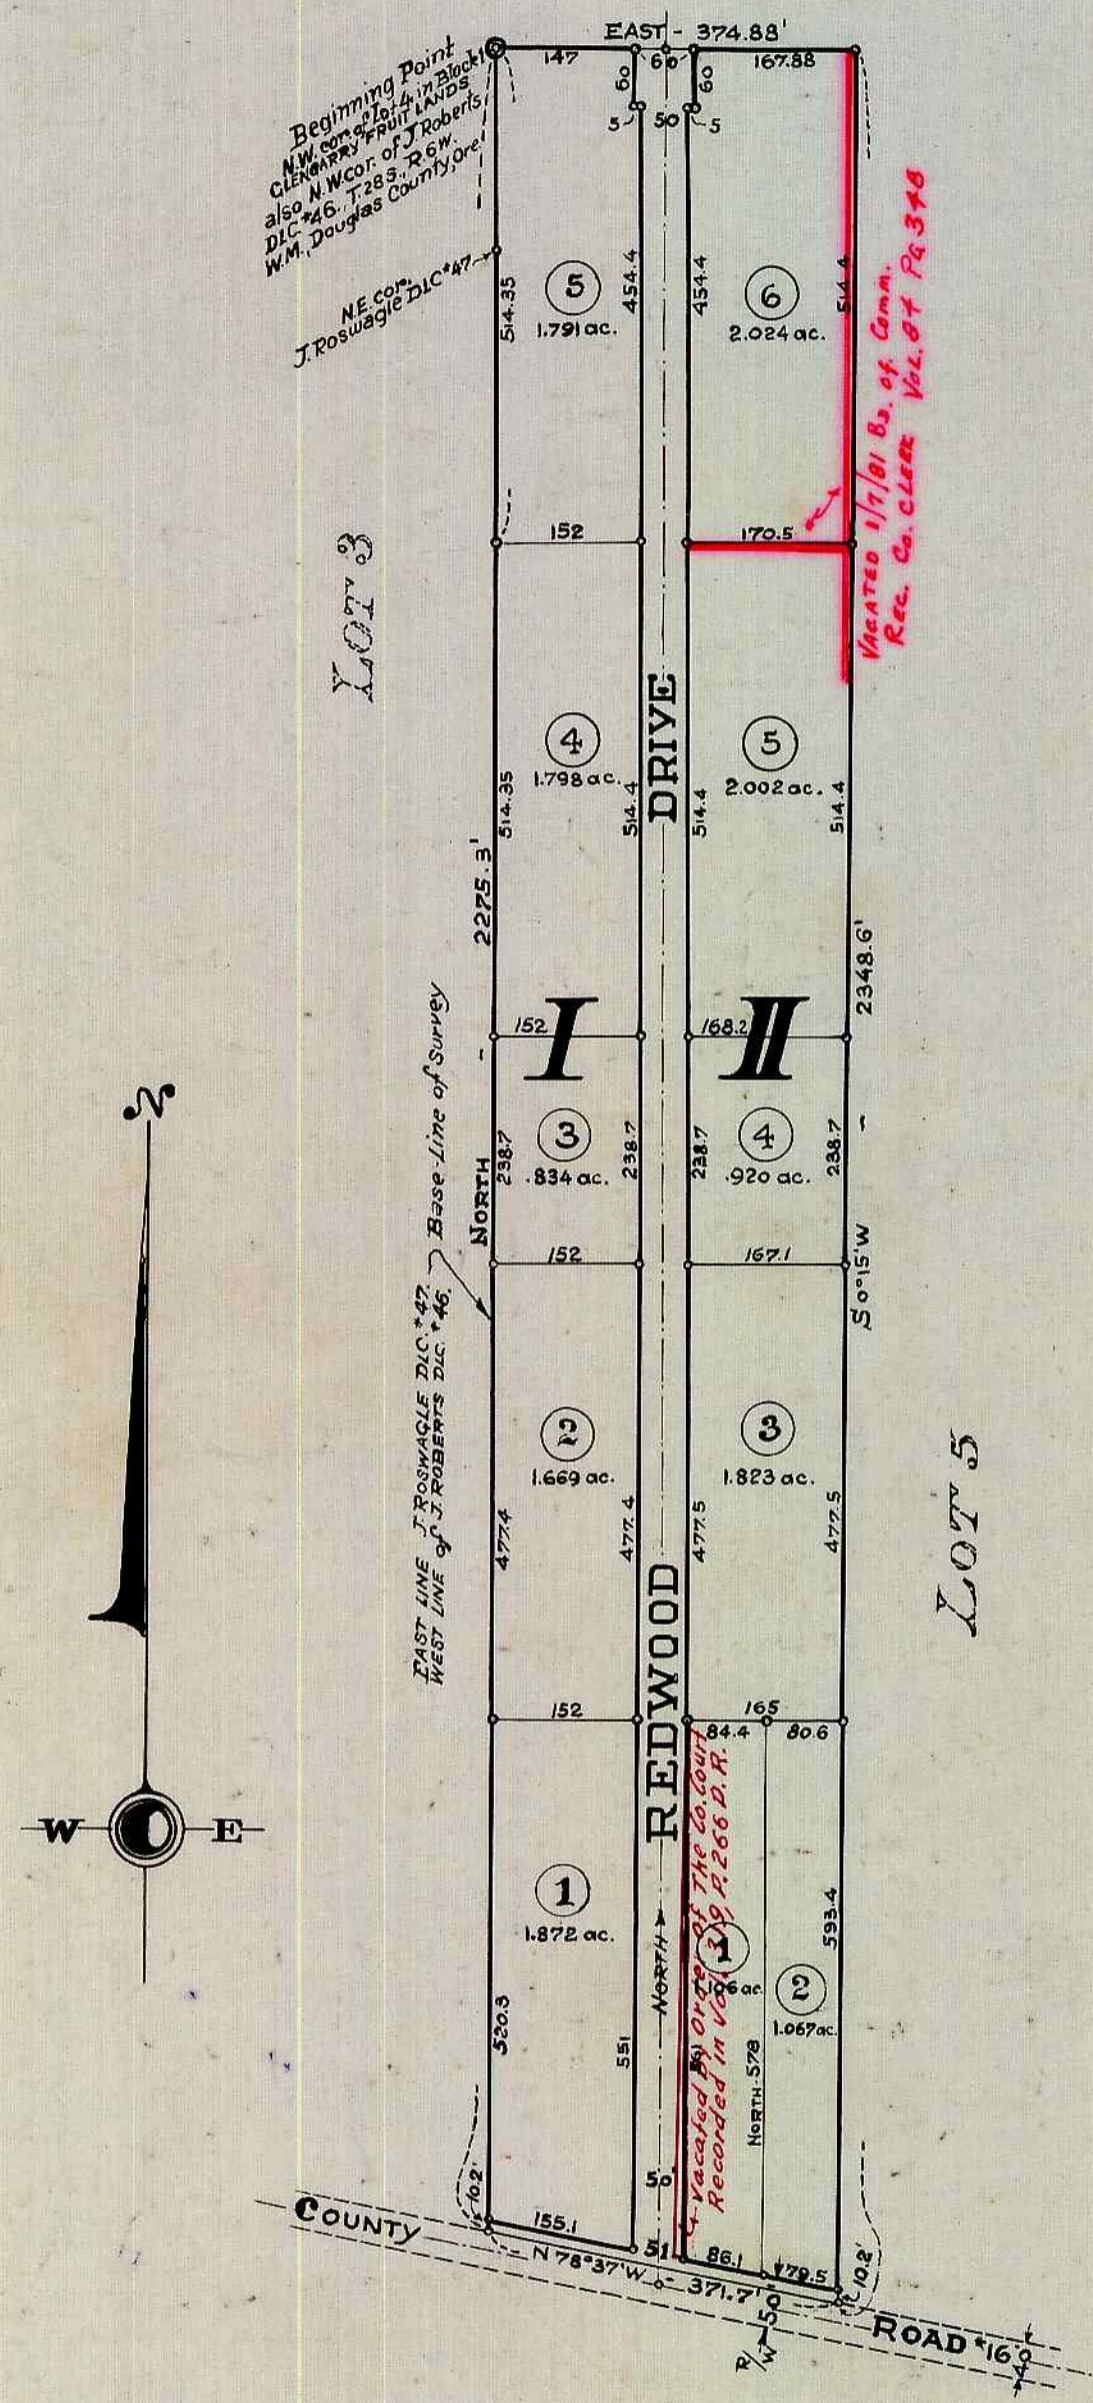 EAST - 374.88'
147
60
167.88
60
60
5
50
5
Beginning Point
N.W. cor. of Lot 4 in Block 1
GLENGARRY FRUIT LANDS
also N.W. cor. of J Roberts
DLC #46, T.28 S., R.6W.
W.M., Douglas County, Ore.
N.E. cor.
J. Roswagle DLC #47
514.35
5
1.791 ac.
454.4
454.4
6
2.024 ac.
514.4
VACATED 1/7/81 Bd. of. Comm.
REC. Co. CLERK VOL. 84 PG 348
LOT 3
152
170.5
4
1.798 ac.
514.35
514.4
DRIVE
5
2.002 ac.
514.4
514.4
2275.3'
2348.6'
152
I
168.2
II
-
-
NORTH
238.7
3
.834 ac.
238.7
238.7
4
.920 ac.
238.7
S 0°15' W
N
Base-Line of Survey
EAST LINE J. ROSWAGLE DLC. #47.
WEST LINE of J. ROBERTS DLC. #46.
152
167.1
2
1.669 ac.
477.4
477.4
3
1.823 ac.
477.5
477.5
LOT 5
REDWOOD
152
165
84.4
80.6
W
E
1
1.872 ac.
520.3
551
NORTH
Vacated By Order of The Co. Court
Recorded in Vol. 319, P. 266 D.R.
1
ac.
NORTH-578
2
1.067 ac.
593.4
10.2'
50'
COUNTY
155.1
51
86.1
79.5
10.2'
N 78°37' W - 371.7'
50'
R/W
ROAD #16
40